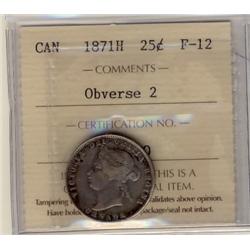 CAN 1871H 25¢ F-12
COMMENTS
Obverse 2
CERTIFICATION NO.
THIS IS A
AL ITEM.
Tampering validates above opinion.
Have package/seal not intact.